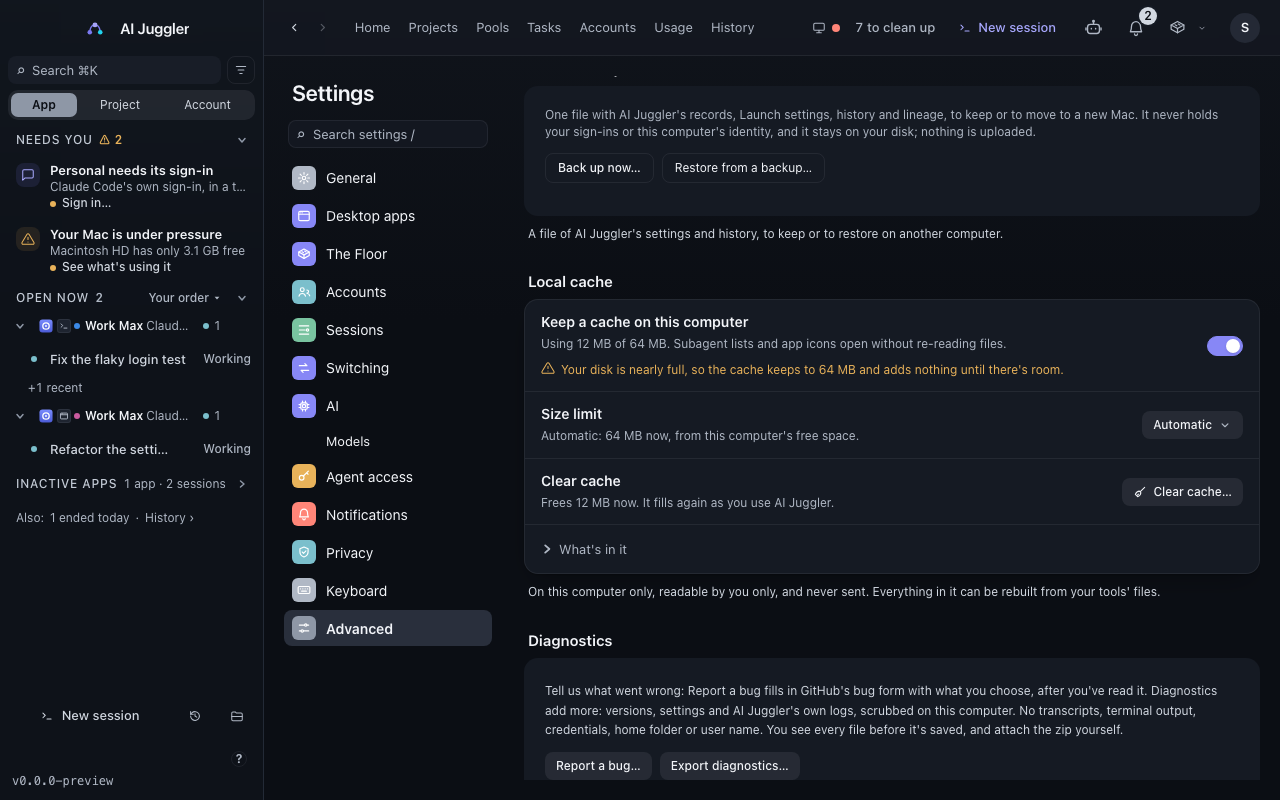 AI Juggler
Search ⌘K
App
Project
Account
NEEDS YOU 2
Personal needs its sign-in
Claude Code's own sign-in, in a t...
Sign in...
Your Mac is under pressure
Macintosh HD has only 3.1 GB free
See what's using it
OPEN NOW 2
Your order
Work Max Claud... 1
Fix the flaky login test Working
+1 recent
Work Max Claud... 1
Refactor the setti... Working
INACTIVE APPS 1 app · 2 sessions
Also: 1 ended today · History ›
New session
?
v0.0.0-preview
Home
Projects
Pools
Tasks
Accounts
Usage
History
7 to clean up
New session
2
S
Settings
Search settings /
General
Desktop apps
The Floor
Accounts
Sessions
Switching
AI
Models
Agent access
Notifications
Privacy
Keyboard
Advanced
One file with AI Juggler's records, Launch settings, history and lineage, to keep or to move to a new Mac. It never holds
your sign-ins or this computer's identity, and it stays on your disk; nothing is uploaded.
Back up now...
Restore from a backup...
A file of AI Juggler's settings and history, to keep or to restore on another computer.
Local cache
Keep a cache on this computer
Using 12 MB of 64 MB. Subagent lists and app icons open without re-reading files.
Your disk is nearly full, so the cache keeps to 64 MB and adds nothing until there's room.
Size limit
Automatic: 64 MB now, from this computer's free space.
Automatic
Clear cache
Frees 12 MB now. It fills again as you use AI Juggler.
Clear cache...
What's in it
On this computer only, readable by you only, and never sent. Everything in it can be rebuilt from your tools' files.
Diagnostics
Tell us what went wrong: Report a bug fills in GitHub's bug form with what you choose, after you've read it. Diagnostics
add more: versions, settings and AI Juggler's own logs, scrubbed on this computer. No transcripts, terminal output,
credentials, home folder or user name. You see every file before it's saved, and attach the zip yourself.
Report a bug...
Export diagnostics...